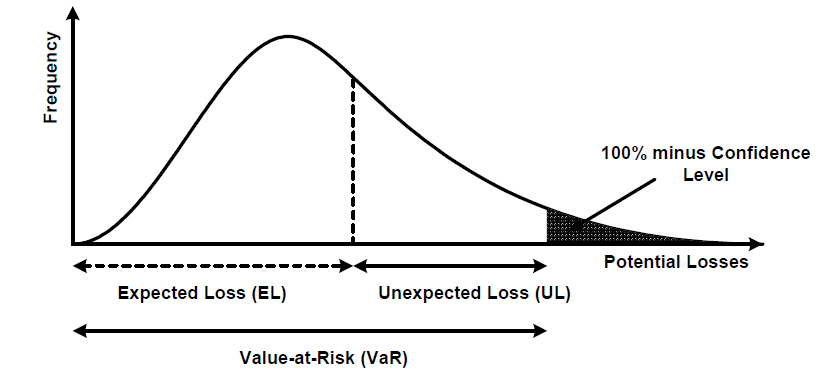 Frequency
100% minus Confidence
Level
Potential Losses
Expected Loss (EL)
Unexpected Loss (UL)
Value-at-Risk (VaR)